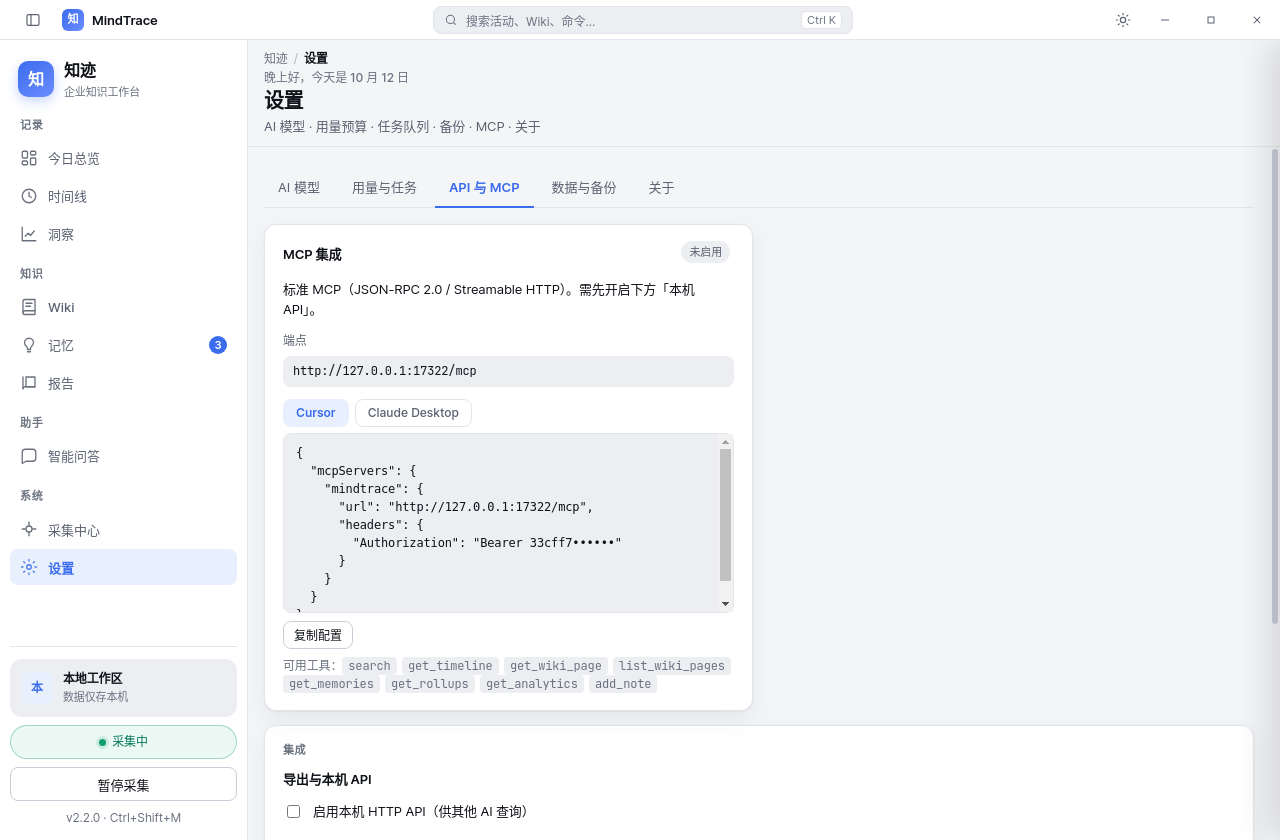 知 MindTrace
搜索活动、Wiki、命令... Ctrl K
知 知迹
企业知识工作台
记录
今日总览
时间线
洞察
知识
Wiki
记忆 3
报告
助手
智能问答
系统
采集中心
设置
本 本地工作区
数据仅存本机
采集中
暂停采集
v2.2.0 · Ctrl+Shift+M
知迹 / 设置
晚上好，今天是 10 月 12 日
设置
AI 模型 · 用量预算 · 任务队列 · 备份 · MCP · 关于
AI 模型 用量与任务 API 与 MCP 数据与备份 关于
MCP 集成 未启用
标准 MCP（JSON-RPC 2.0 / Streamable HTTP）。需先开启下方「本机
API」。
端点
http://127.0.0.1:17322/mcp
Cursor Claude Desktop
{
"mcpServers": {
"mindtrace": {
"url": "http://127.0.0.1:17322/mcp",
"headers": {
"Authorization": "Bearer 33cff7••••••"
}
}
}
}
复制配置
可用工具： search get_timeline get_wiki_page list_wiki_pages
get_memories get_rollups get_analytics add_note
集成
导出与本机 API
启用本机 HTTP API（供其他 AI 查询）